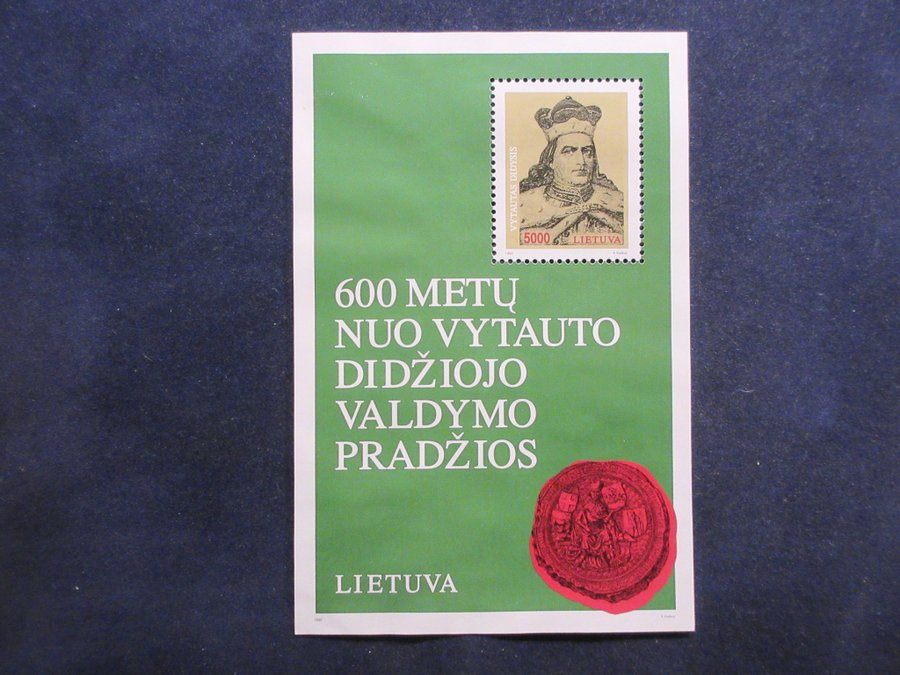 VYTAUTAS DIDYSIS
5000 LIETUVA
600 METŲ
NUO VYTAUTO
DIDŽIOJO
VALDYMO
PRADŽIOS
LIETUVA